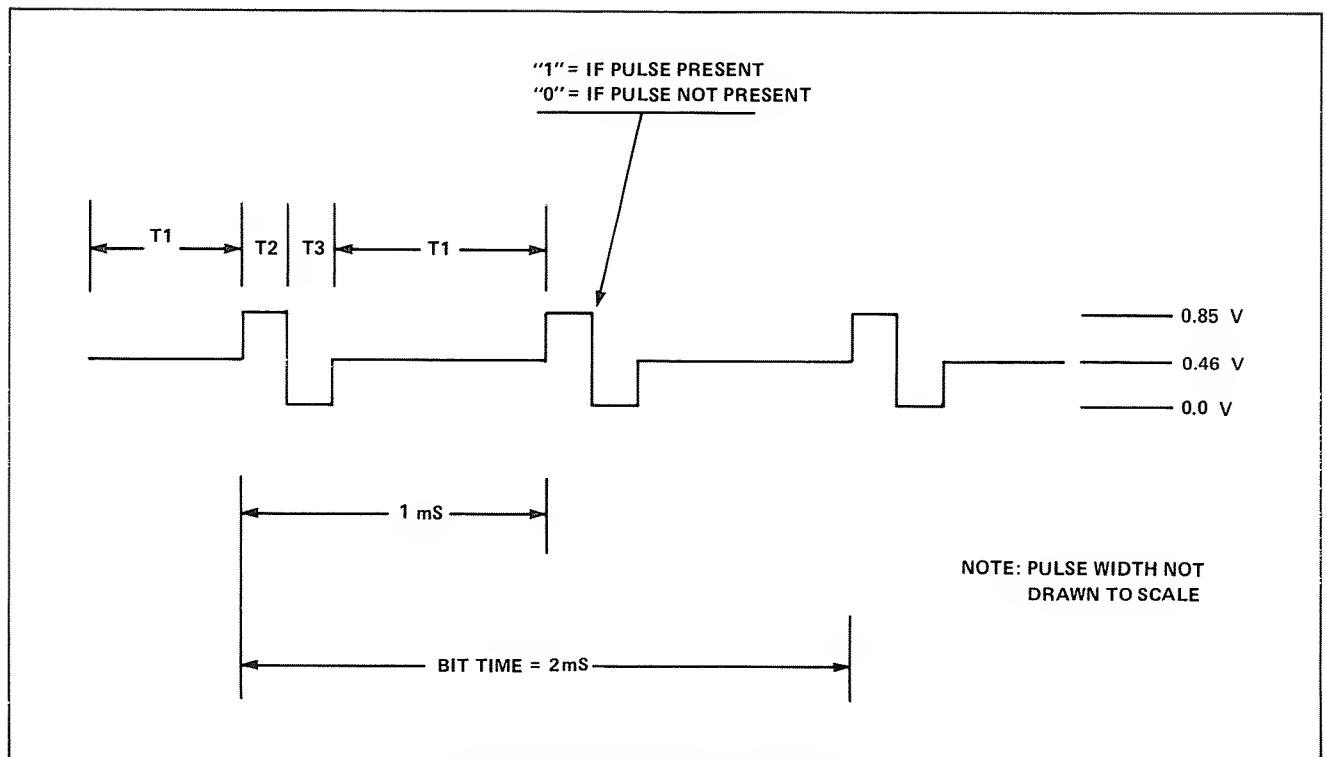 "1" = IF PULSE PRESENT
"0" = IF PULSE NOT PRESENT
T1
T2
T3
T1
0.85 V
0.46 V
0.0 V
1 mS
NOTE: PULSE WIDTH NOT
DRAWN TO SCALE
BIT TIME = 2mS